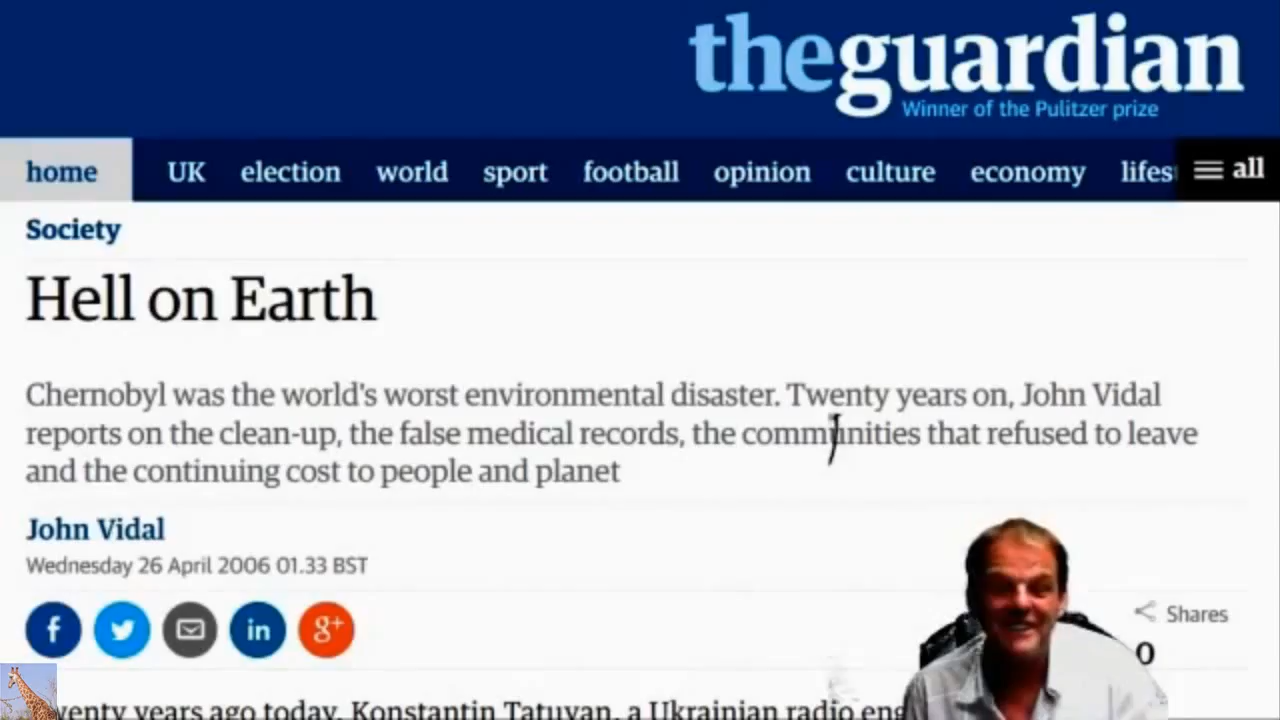 theguardian
Winner of the Pulitzer prize
home UK election world sport football opinion culture economy all
Society
Hell on Earth
Chernobyl was the world's worst environmental disaster. Twenty years on, John Vidal
reports on the clean-up, the false medical records, the communities that refused to leave
and the continuing cost to people and planet
John Vidal
Wednesday 26 April 2006 01.33 BST
f in g+
Shares
0
years ago today, Konstantin Tatuyan, a Ukrainian radio